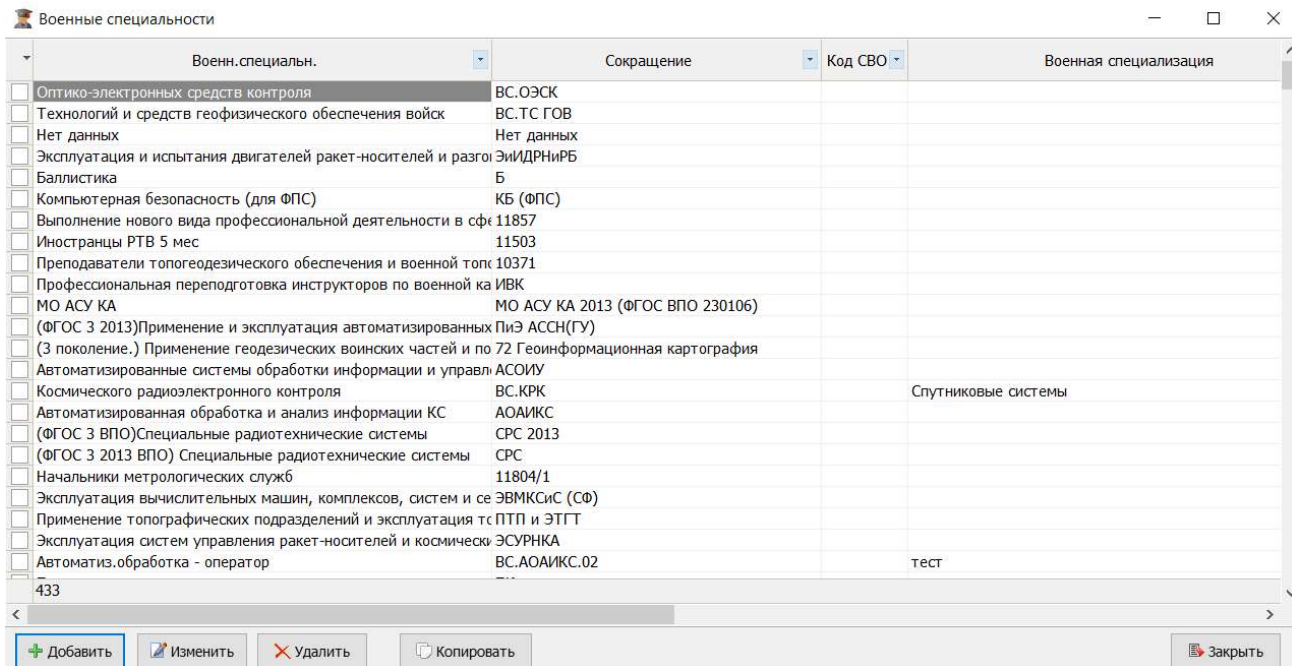 Военные специальности
Военн.специальн. Сокращение Код СВО Военная специализация
Оптико-электронных средств контроля ВС.ОЭСК
Технологий и средств геофизического обеспечения войск ВС.ТС ГОВ
Нет данных Нет данных
Эксплуатация и испытания двигателей ракет-носителей и разго ЭиИДРНиРБ
Баллистика Б
Компьютерная безопасность (для ФПС) КБ (ФПС)
Выполнение нового вида профессиональной деятельности в сфе 11857
Иностранцы РТВ 5 мес 11503
Преподаватели топогеодезического обеспечения и военной топо 10371
Профессиональная переподготовка инструкторов по военной ка ИВК
МО АСУ КА МО АСУ КА 2013 (ФГОС ВПО 230106)
(ФГОС 3 2013)Применение и эксплуатация автоматизированных ПиЭ АССН(ГУ)
(3 поколение.) Применение геодезических воинских частей и по 72 Геоинформационная картография
Автоматизированные системы обработки информации и управл АСОИУ
Космического радиоэлектронного контроля ВС.КРК Спутниковые системы
Автоматизированная обработка и анализ информации КС АОАИКС
(ФГОС 3 ВПО)Специальные радиотехнические системы СРС 2013
(ФГОС 3 2013 ВПО) Специальные радиотехнические системы СРС
Начальники метрологических служб 11804/1
Эксплуатация вычислительных машин, комплексов, систем и се ЭВМКСиС (СФ)
Применение топографических подразделений и эксплуатация то ПТП и ЭТГТ
Эксплуатация систем управления ракет-носителей и космически ЭСУРНКА
Автоматиз.обработка - оператор ВС.АОАИКС.02 тест
433
Добавить Изменить Удалить Копировать Закрыть